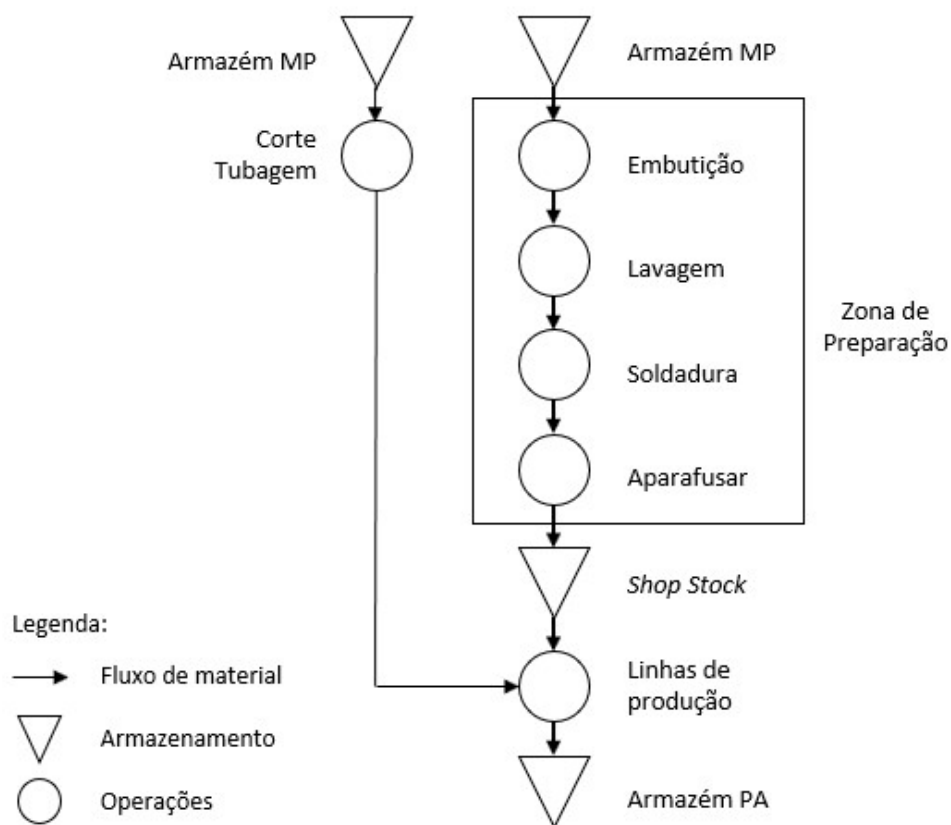 Armazém MP
Armazém MP
Corte
Tubagem
Embutição
Lavagem
Zona de
Preparação
Soldadura
Aparafusar
Shop Stock
Legenda:
Fluxo de material
Linhas de
produção
Armazenamento
Operações
Armazém PA